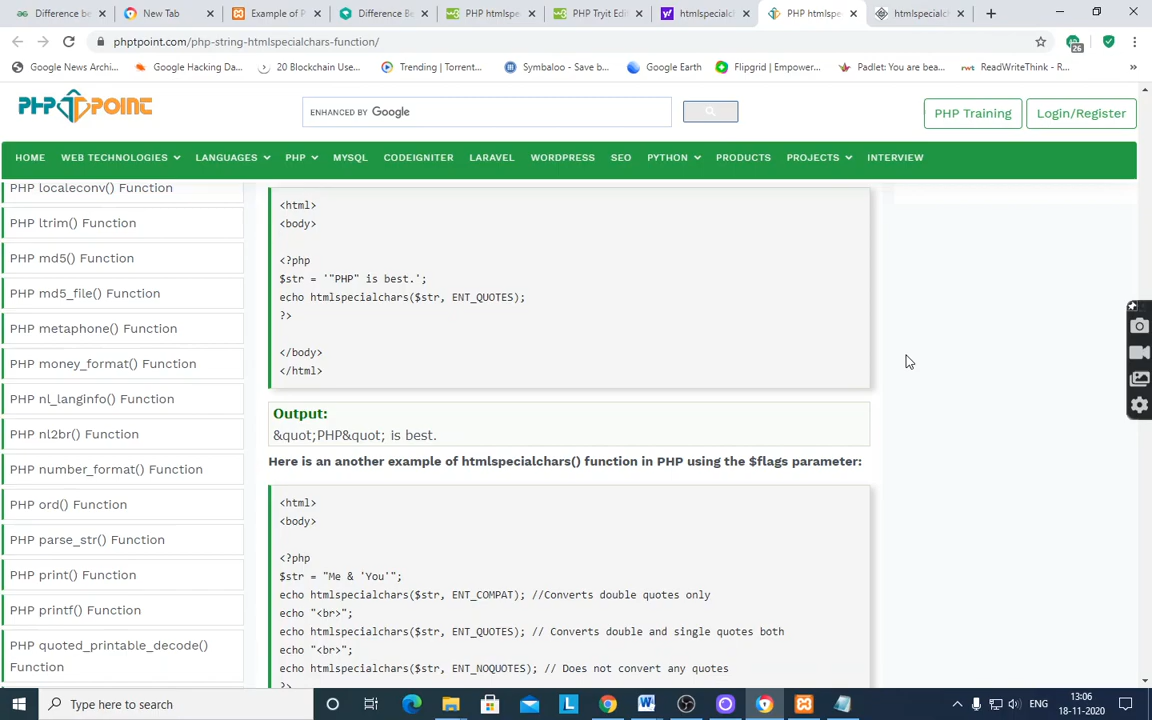 Difference be
New Tab
Example of P
Difference Be
PHP htmlspe
PHP Tryit Edi
htmlspecialc
PHP htmlspe
htmlspecialc
phptpoint.com/php-string-htmlspecialchars-function/
26
Google News Archi...
Google Hacking Da...
20 Blockchain Use...
Trending | Torrent...
Symbaloo - Save b...
Google Earth
Flipgrid | Empower...
Padlet: You are bea...
ReadWriteThink - R...
PHPTPOINT
ENHANCED BY Google
PHP Training
Login/Register
HOME
WEB TECHNOLOGIES
LANGUAGES
PHP
MYSQL
CODEIGNITER
LARAVEL
WORDPRESS
SEO
PYTHON
PRODUCTS
PROJECTS
INTERVIEW
PHP localeconv() Function
PHP ltrim() Function
PHP md5() Function
PHP md5_file() Function
PHP metaphone() Function
PHP money_format() Function
PHP nl_langinfo() Function
PHP nl2br() Function
PHP number_format() Function
PHP ord() Function
PHP parse_str() Function
PHP print() Function
PHP printf() Function
PHP quoted_printable_decode()
Function
<html>
<body>
<?php
$str = '"PHP" is best.';
echo htmlspecialchars($str, ENT_QUOTES);
?>
</body>
</html>
Output:
&quot;PHP&quot; is best.
Here is an another example of htmlspecialchars() function in PHP using the $flags parameter:
<html>
<body>
<?php
$str = "Me & 'You'";
echo htmlspecialchars($str, ENT_COMPAT); //Converts double quotes only
echo "<br>";
echo htmlspecialchars($str, ENT_QUOTES); // Converts double and single quotes both
echo "<br>";
echo htmlspecialchars($str, ENT_NOQUOTES); // Does not convert any quotes
?>
Type here to search
ENG
13:06
18-11-2020